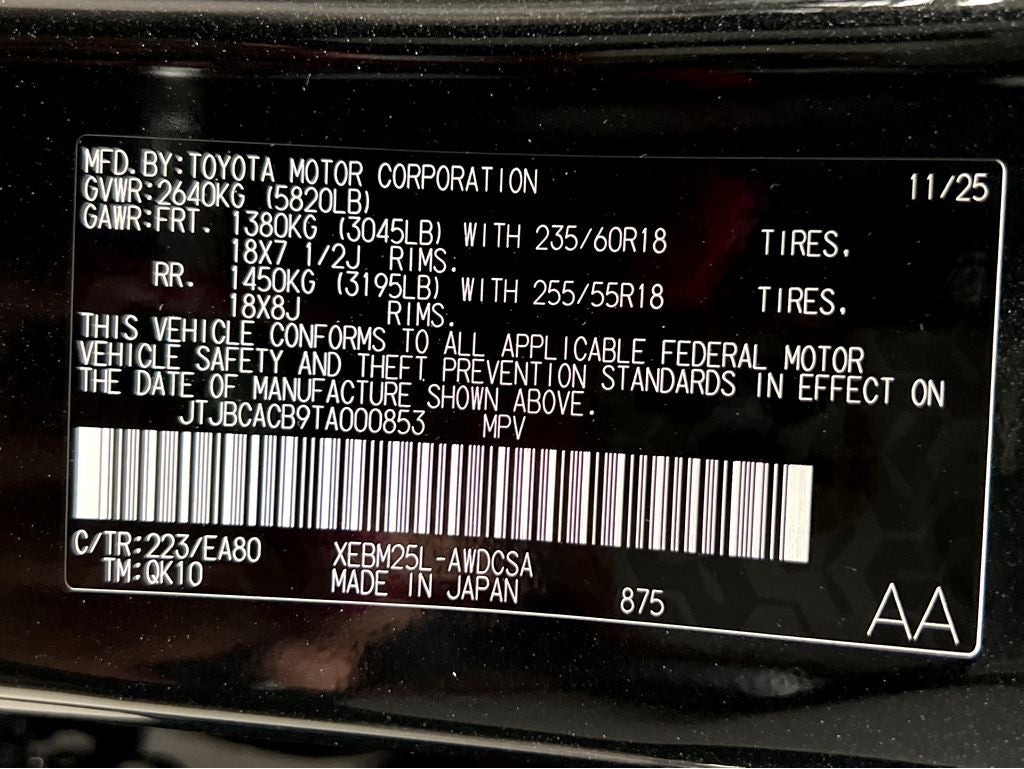 MFD. BY: TOYOTA MOTOR CORPORATION 11/25
GVWR: 2640KG (5820LB)
GAWR: FRT. 1380KG (3045LB) WITH 235/60R18 TIRES.
18X7 1/2J RIMS.
RR. 1450KG (3195LB) WITH 255/55R18 TIRES.
18X8J RIMS.
THIS VEHICLE CONFORMS TO ALL APPLICABLE FEDERAL MOTOR
VEHICLE SAFETY AND THEFT PREVENTION STANDARDS IN EFFECT ON
THE DATE OF MANUFACTURE SHOWN ABOVE.
JTJBCACB9TA000853 MPV
C/TR: 223/EA80 XEBM25L-AWDCSA
TM: QK10 MADE IN JAPAN 875 AA